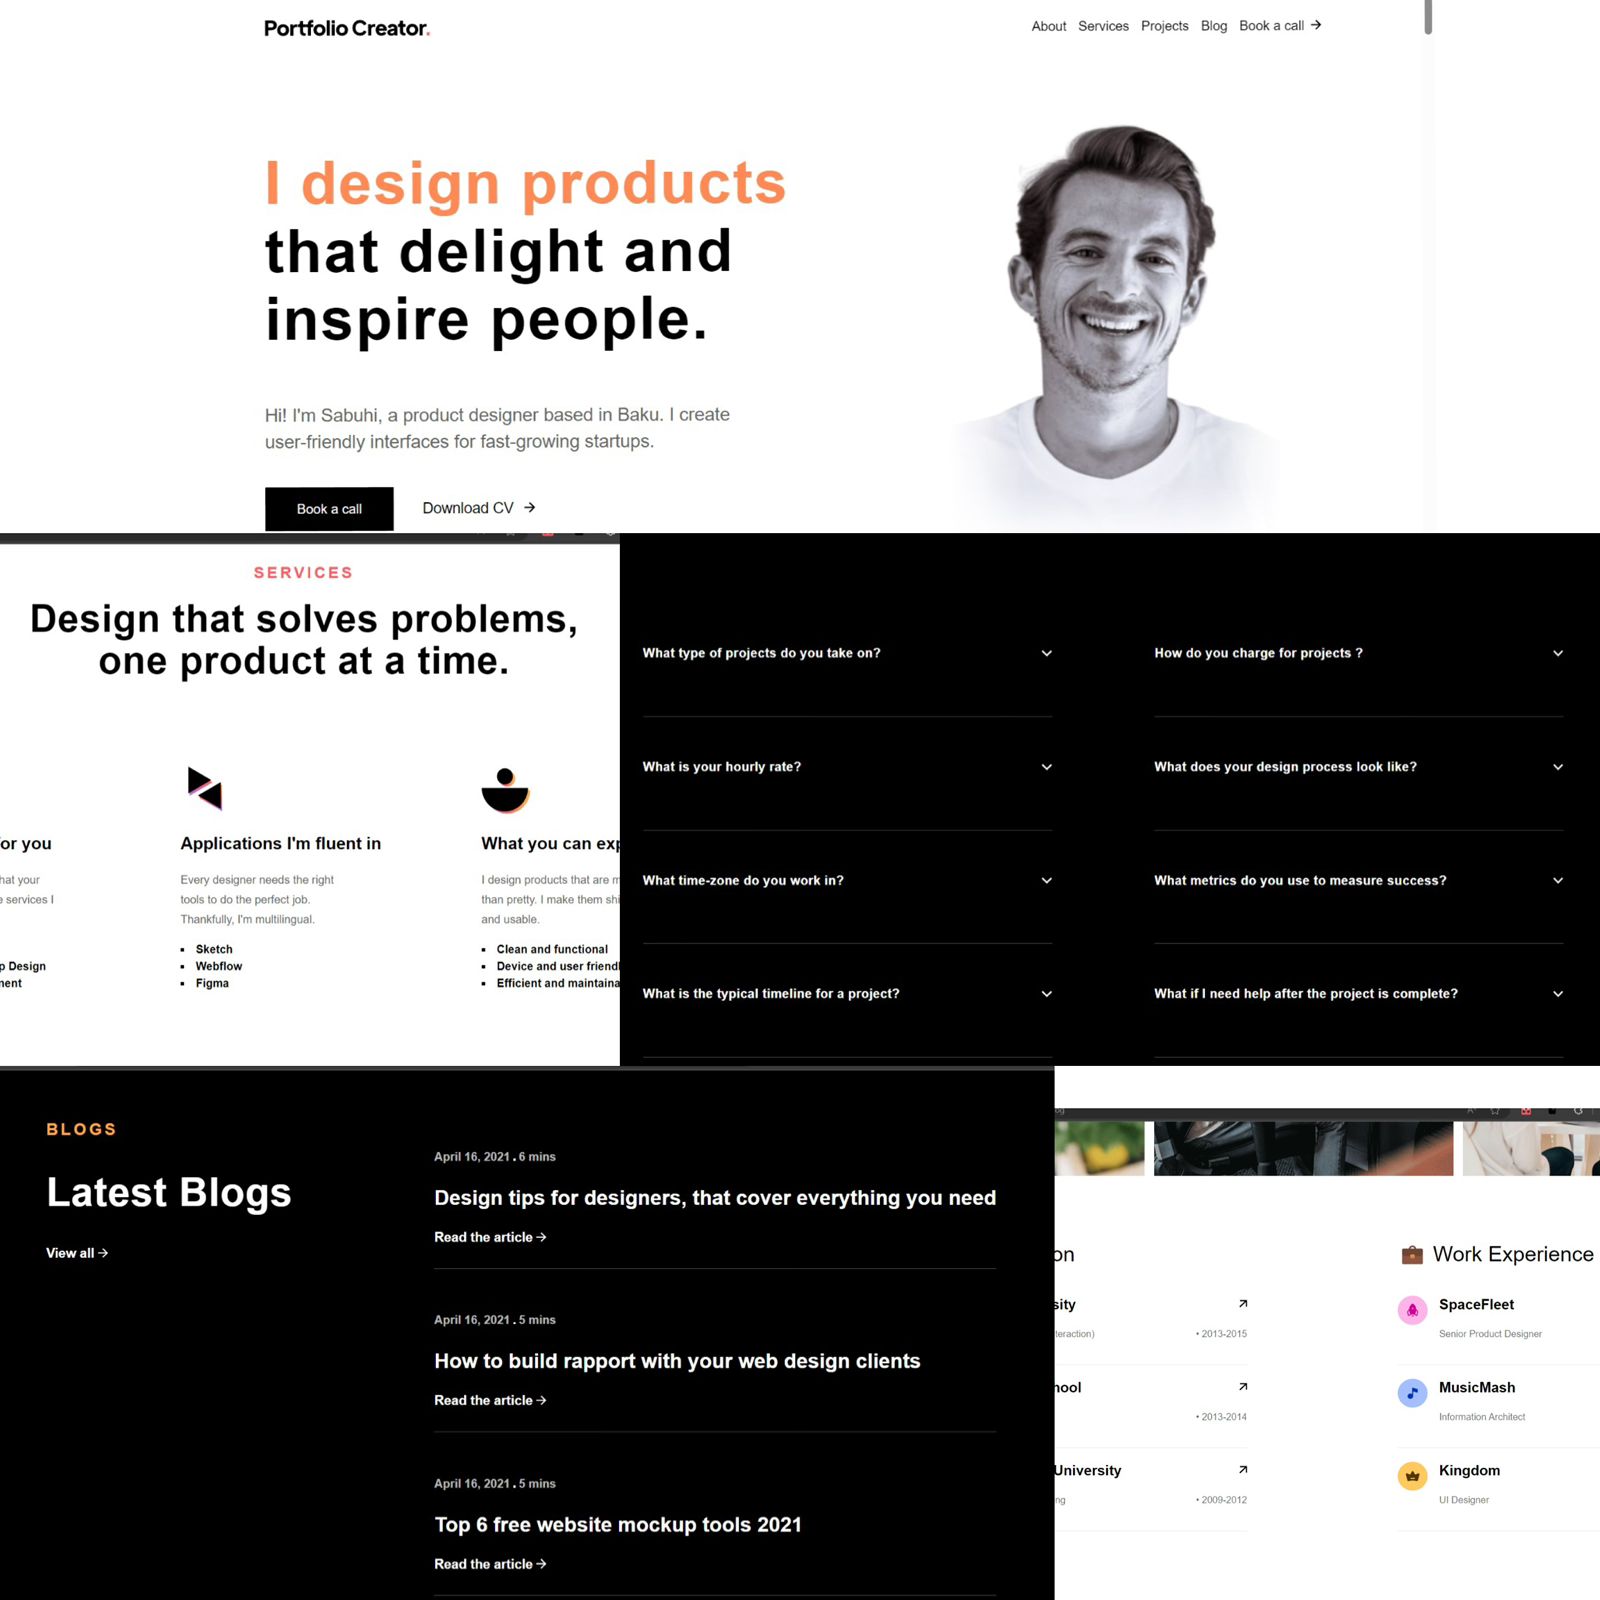 Portfolio Creator.
About Services Projects Blog Book a call →
I design products
that delight and
inspire people.
Hi! I'm Sabuhi, a product designer based in Baku. I create
user-friendly interfaces for fast-growing startups.
Book a call
Download CV →
SERVICES
Design that solves problems,
one product at a time.
or you
hat your
e services I
p Design
ment
Applications I'm fluent in
Every designer needs the right
tools to do the perfect job.
Thankfully, I'm multilingual.
Sketch
Webflow
Figma
What you can exp
I design products that are m
than pretty. I make them shi
and usable.
Clean and functional
Device and user friendl
Efficient and maintaina
What type of projects do you take on?
What is your hourly rate?
What time-zone do you work in?
What is the typical timeline for a project?
How do you charge for projects ?
What does your design process look like?
What metrics do you use to measure success?
What if I need help after the project is complete?
BLOGS
Latest Blogs
View all →
April 16, 2021 . 6 mins
Design tips for designers, that cover everything you need
Read the article →
April 16, 2021 . 5 mins
How to build rapport with your web design clients
Read the article →
April 16, 2021 . 5 mins
Top 6 free website mockup tools 2021
Read the article →
on
sity
teraction) • 2013-2015
hool
• 2013-2014
University
ng • 2009-2012
Work Experience
SpaceFleet
Senior Product Designer
MusicMash
Information Architect
Kingdom
UI Designer